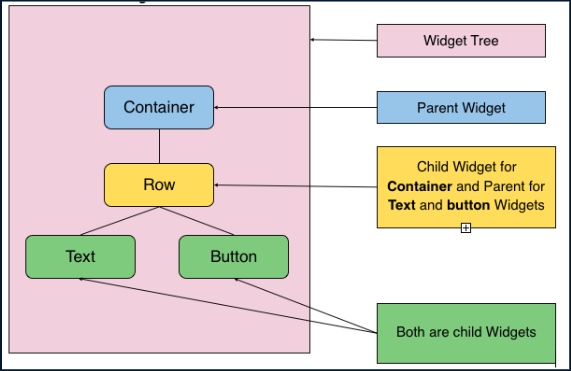 Widget Tree
Container
Parent Widget
Row
Child Widget for
Container and Parent for
Text and button Widgets
Text
Button
Both are child Widgets